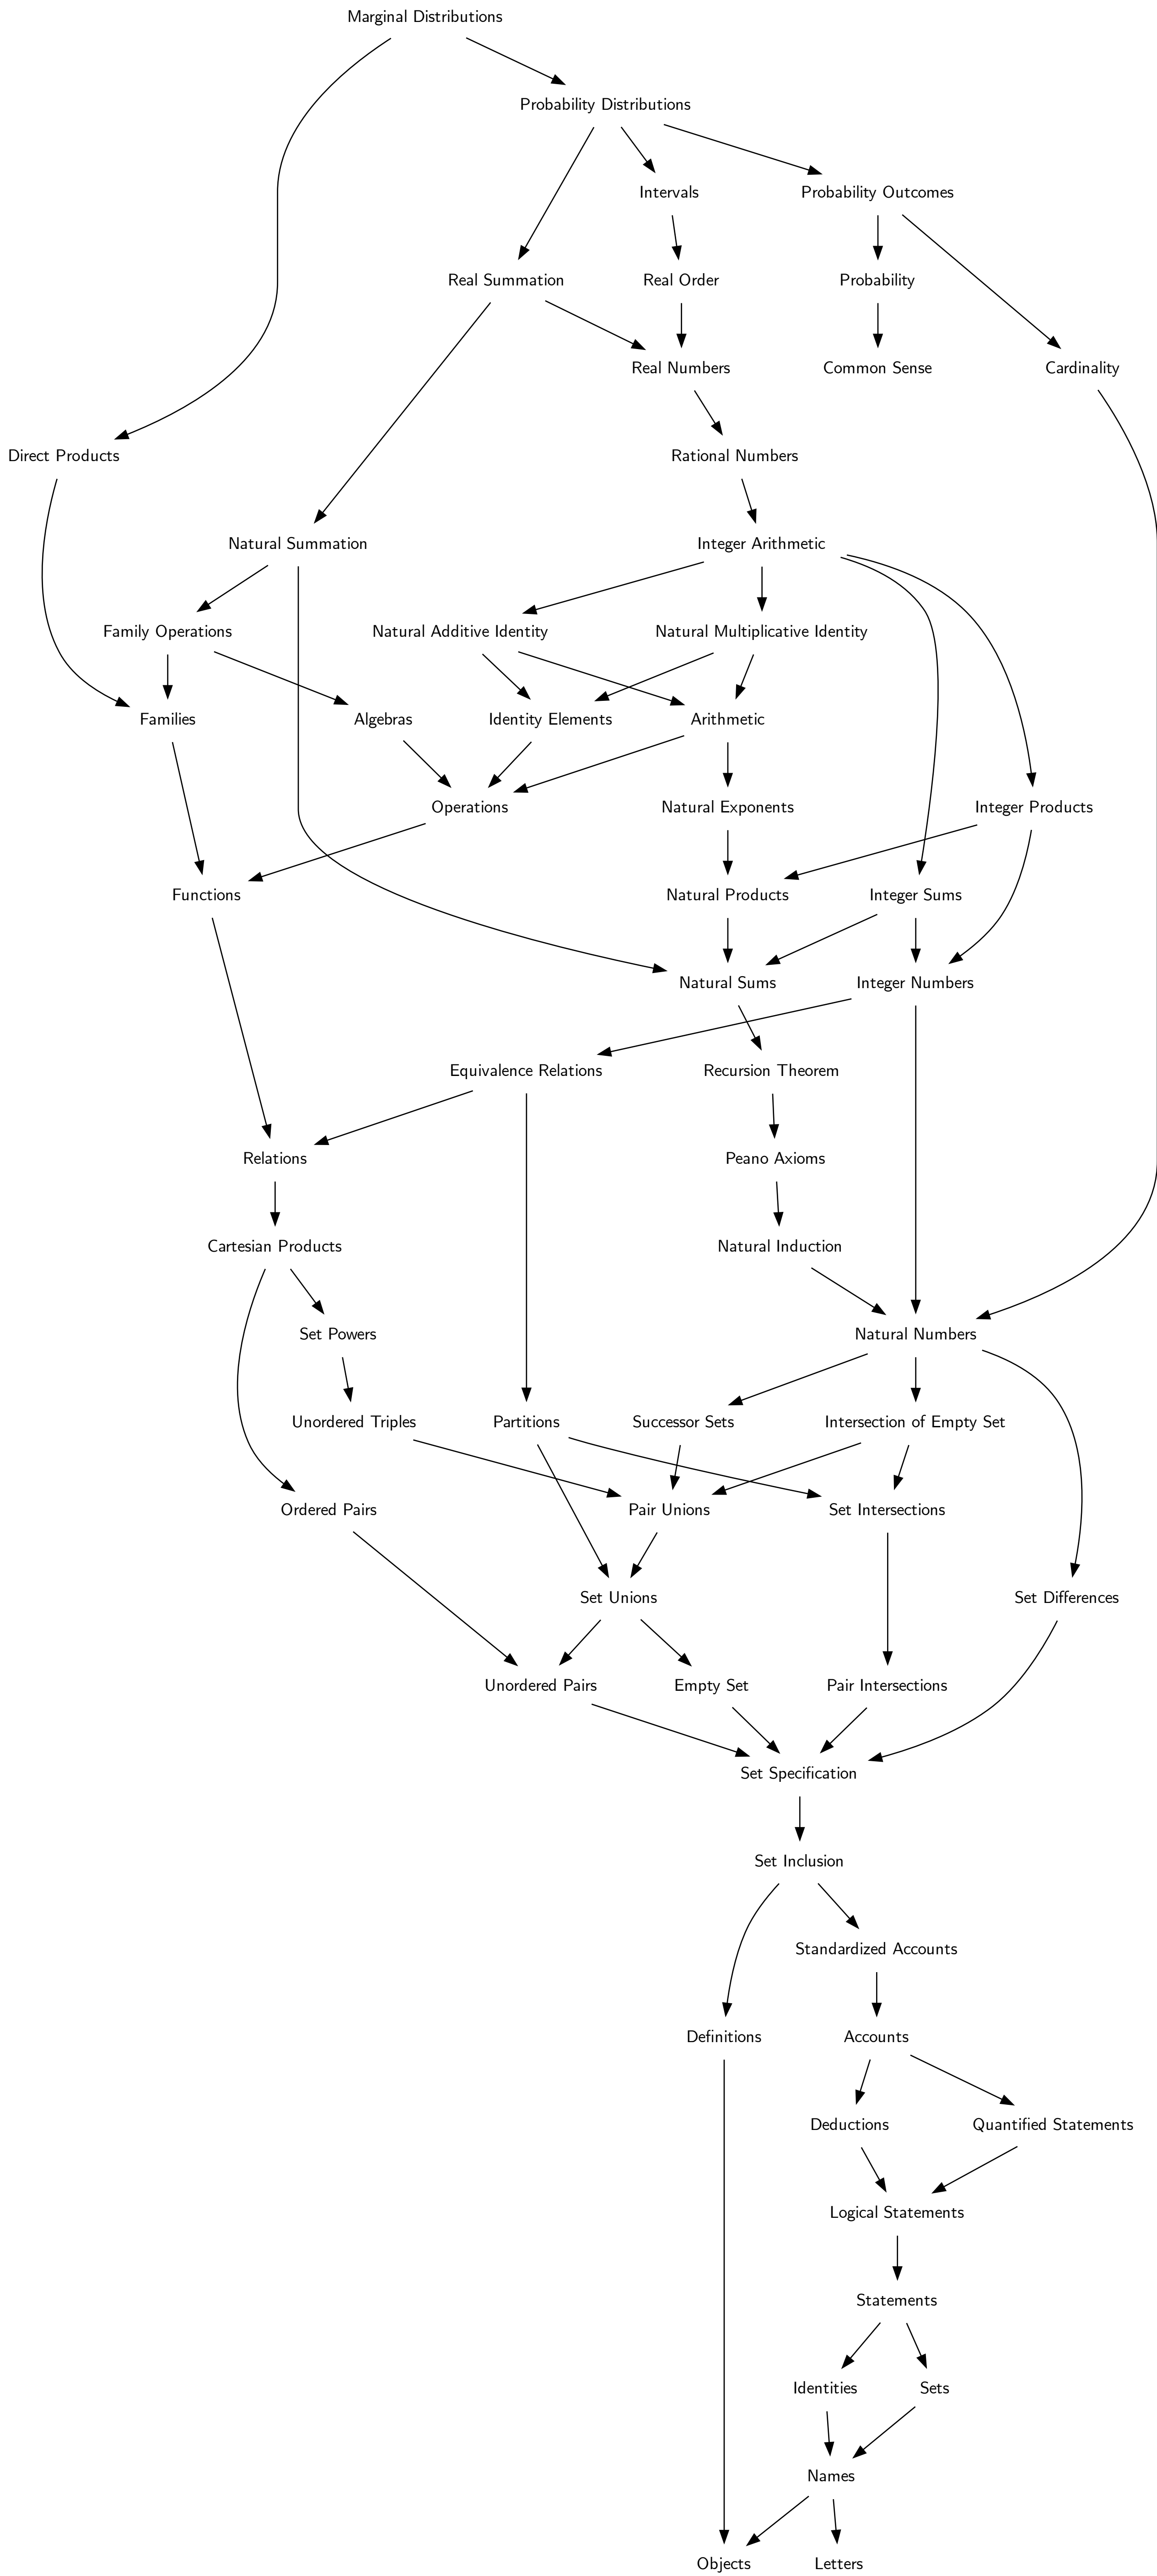 Marginal Distributions
Probability Distributions
Intervals
Probability Outcomes
Real Summation
Real Order
Probability
Real Numbers
Common Sense
Cardinality
Direct Products
Rational Numbers
Natural Summation
Integer Arithmetic
Family Operations
Natural Additive Identity
Natural Multiplicative Identity
Families
Algebras
Identity Elements
Arithmetic
Operations
Natural Exponents
Integer Products
Functions
Natural Products
Integer Sums
Natural Sums
Integer Numbers
Equivalence Relations
Recursion Theorem
Relations
Peano Axioms
Cartesian Products
Natural Induction
Set Powers
Natural Numbers
Unordered Triples
Partitions
Successor Sets
Intersection of Empty Set
Ordered Pairs
Pair Unions
Set Intersections
Set Unions
Set Differences
Unordered Pairs
Empty Set
Pair Intersections
Set Specification
Set Inclusion
Standardized Accounts
Definitions
Accounts
Deductions
Quantified Statements
Logical Statements
Statements
Identities
Sets
Names
Objects
Letters